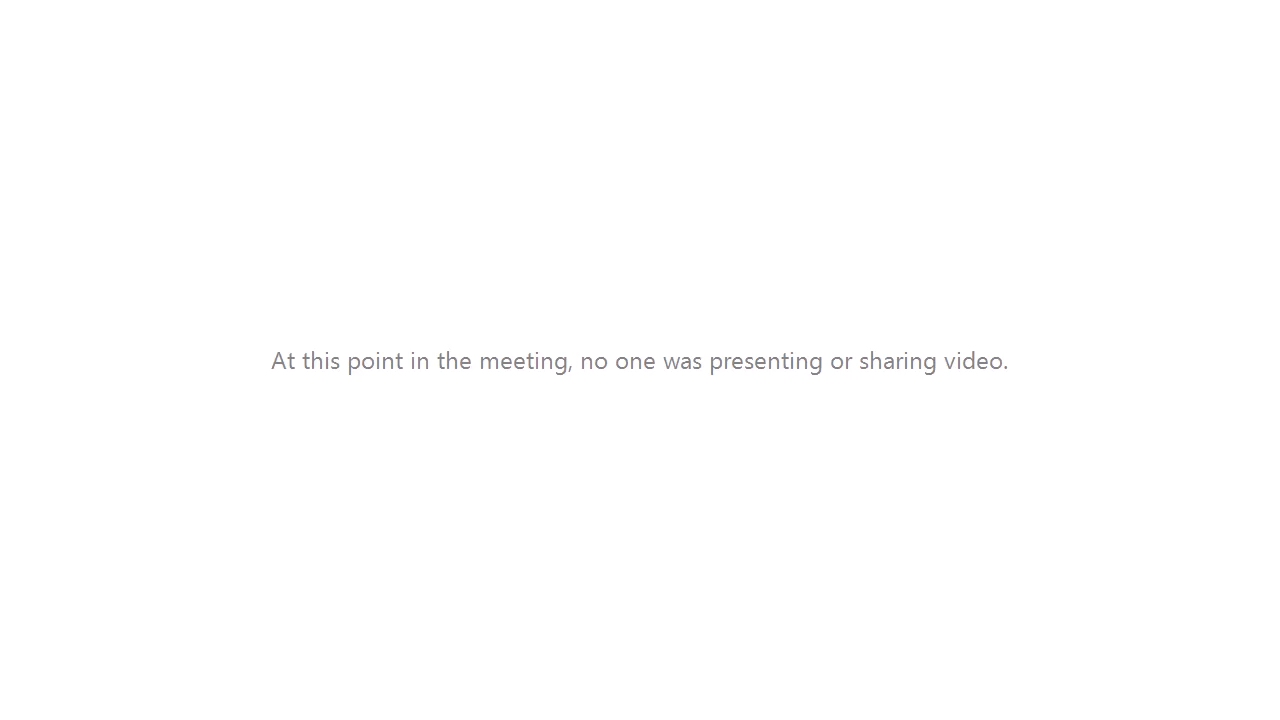 At this point in the meeting, no one was presenting or sharing video.